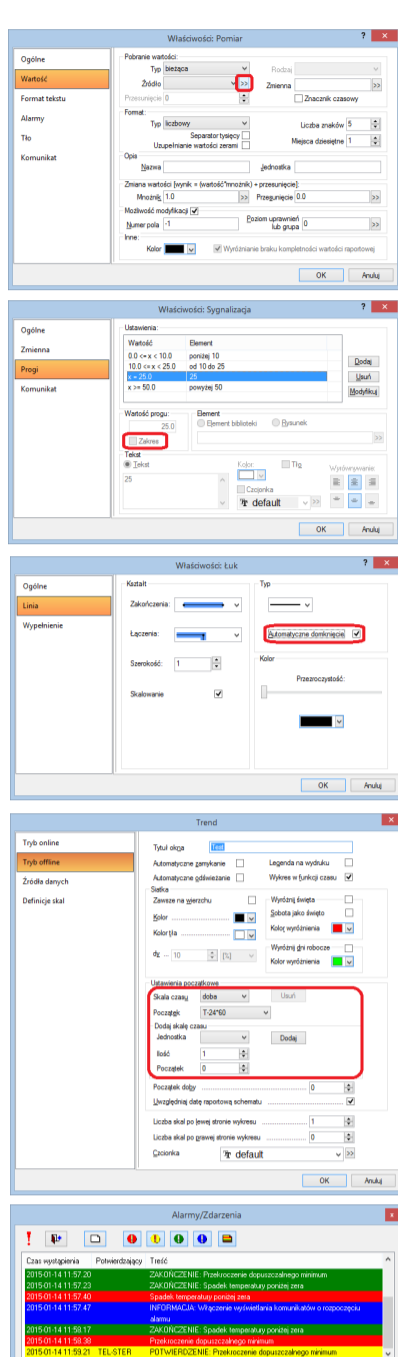 Właściwości: Pomiar
Ogólne
Wartość
Format tekstu
Alarmy
Tło
Komunikat
Pobranie wartości:
Typ bieżąca Rodzaj
Źródło >> Zmienna >>
Przesunięcie 0 Znacznik czasowy
Format:
Typ liczbowy Liczba znaków 5
Separator tysięcy Miejsca dziesiętne 1
Uzupełnianie wartości zerami
Opis
Nazwa Jednostka
Zmiana wartości [wynik = (wartość*mnożnik) + przesunięcie]:
Mnożnik 1.0 >> Przesunięcie 0.0 >>
Możliwość modyfikacji
Numer pola -1 Poziom uprawnień lub grupa 0 >>
Inne:
Kolor Wyróżnianie braku kompletności wartości raportowej
OK Anuluj
Właściwości: Sygnalizacja
Ogólne
Zmienna
Progi
Komunikat
Ustawienia:
Wartość Element
0.0 <= x < 10.0 poniżej 10
10.0 <= x < 25.0 od 10 do 25
x = 25.0 25
x >= 50.0 powyżej 50
Dodaj
Usuń
Modyfikuj
Wartość progu: Element
25.0 Element biblioteki Rysunek
Zakres >>
Tekst
Tekst Kolor: Tło Wyrównywanie:
25
Czcionka
default >>
OK Anuluj
Właściwości: Łuk
Ogólne
Linia
Wypełnienie
Kształt Typ
Zakończenia:
Łączenia: Automatyczne domknięcie
Szerokość: 1 Kolor
Przezroczystość:
Skalowanie
OK Anuluj
Trend
Tryb online
Tryb offline
Źródła danych
Definicje skal
Tytuł okna Test
Automatyczne zamykanie Legenda na wydruku
Automatyczne odświeżanie Wykres w funkcji czasu
Siatka
Zawsze na wierzchu Wyróżnij święta
Kolor Sobota jako święto
Kolor tła Kolor wyróżnienia
Wyróżnij dni robocze
10 [%] Kolor wyróżnienia
Ustawienia początkowe
Skala czasu doba Usuń
Początek T-24*60
Dodaj skalę czasu
Jednostka Dodaj
Ilość 1
Początek 0
Początek doby 0
Uwzględniaj datę raportową schematu
Liczba skal po lewej stronie wykresu 1
Liczba skal po prawej stronie wykresu 0
Czcionka default >>
OK Anuluj
Alarmy/Zdarzenia
Czas wystąpienia Potwierdzający Treść
2015-01-14 11:57:20 ZAKOŃCZENIE: Przekroczenie dopuszczalnego minimum
2015-01-14 11:57:23 ZAKOŃCZENIE: Spadek temperatury poniżej zera
2015-01-14 11:57:40 Spadek temperatury poniżej zera
2015-01-14 11:57:47 INFORMACJA: Włączenie wyświetlania komunikatów o rozpoczęciu
alarmu
2015-01-14 11:58:17 ZAKOŃCZENIE: Spadek temperatury poniżej zera
2015-01-14 11:58:38 Przekroczenie dopuszczalnego minimum
2015-01-14 11:59:21 TEL-STER POTWIERDZENIE: Przekroczenie dopuszczalnego minimum